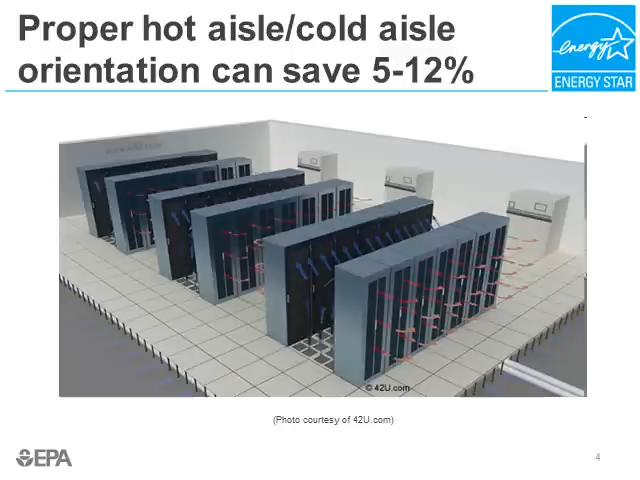 Proper hot aisle/cold aisle
orientation can save 5-12%
energy
ENERGY STAR
© 42U.com
(Photo courtesy of 42U.com)
EPA
4